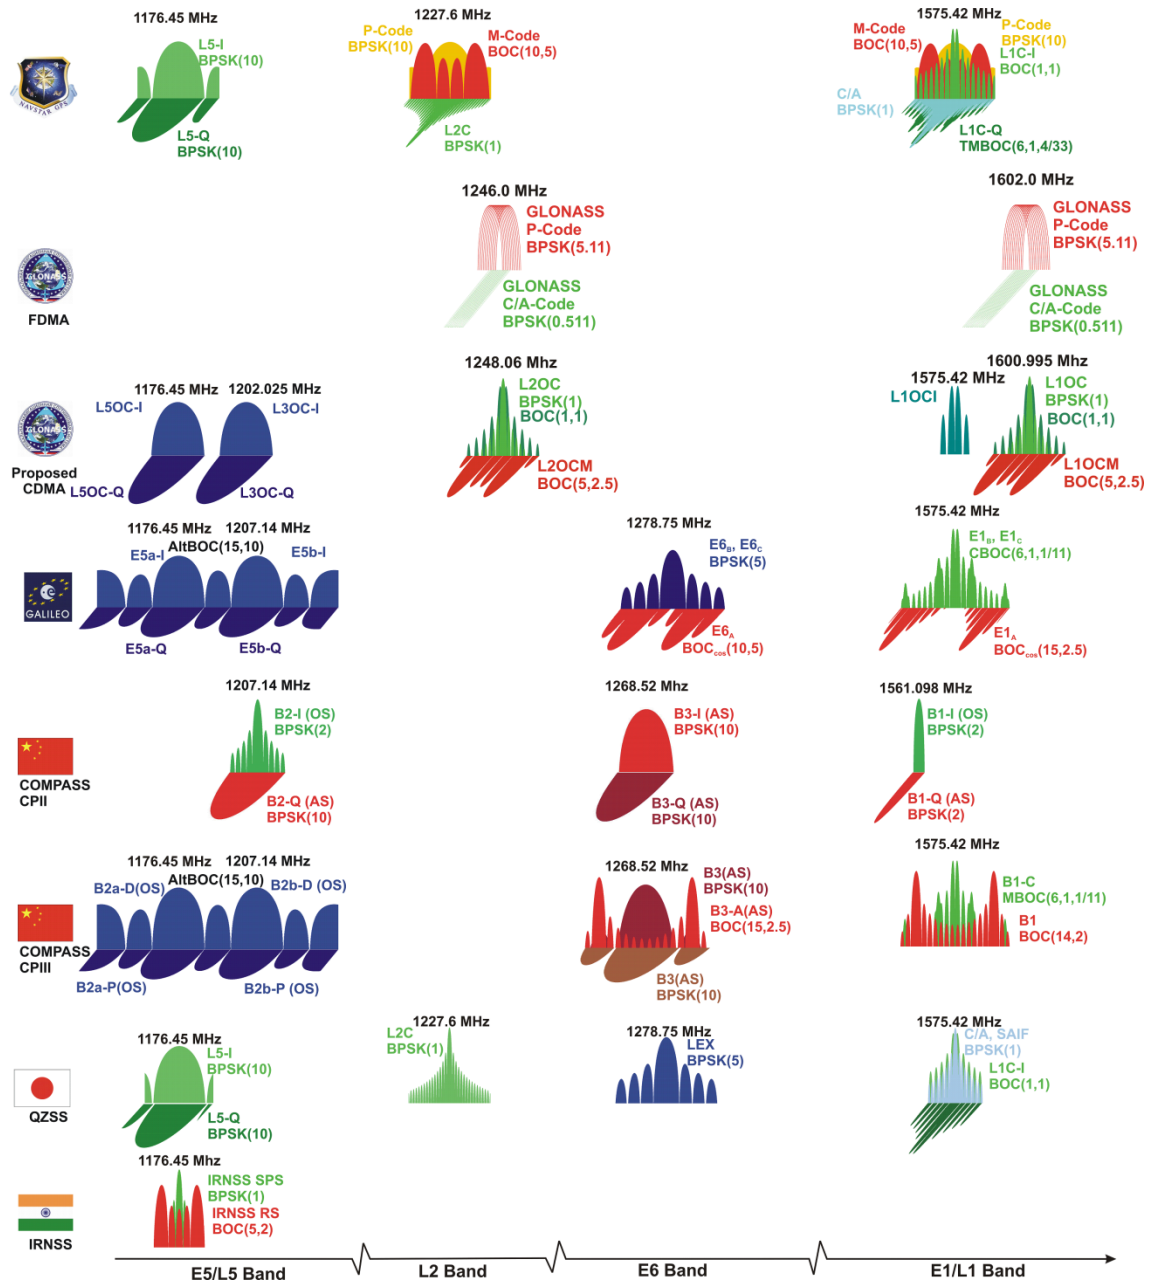 1176.45 MHz
1227.6 MHz
1575.42 MHz
L5-I
BPSK(10)
P-Code
BPSK(10)
M-Code
BOC(10,5)
M-Code
BOC(10,5)
P-Code
BPSK(10)
L1C-I
BOC(1,1)
NAVSTAR GPS
C/A
BPSK(1)
L5-Q
BPSK(10)
L2C
BPSK(1)
L1C-Q
TMBOC(6,1,4/33)
1246.0 MHz
1602.0 MHz
GLONASS
P-Code
BPSK(5.11)
GLONASS
P-Code
BPSK(5.11)
GLONASS
FDMA
GLONASS
C/A-Code
BPSK(0.511)
GLONASS
C/A-Code
BPSK(0.511)
1176.45 MHz
1202.025 MHz
1248.06 Mhz
1575.42 MHz
1600.995 Mhz
L5OC-I
L3OC-I
L2OC
BPSK(1)
BOC(1,1)
L1OCI
L1OC
BPSK(1)
BOC(1,1)
GLONASS
Proposed
CDMA
L5OC-Q
L3OC-Q
L2OCM
BOC(5,2.5)
L1OCM
BOC(5,2.5)
1176.45 MHz
1207.14 MHz
1278.75 MHz
1575.42 MHz
AltBOC(15,10)
E5a-I
E5b-I
E6B, E6C
BPSK(5)
E1B, E1C
CBOC(6,1,1/11)
GALILEO
E5a-Q
E5b-Q
E6A
BOCcos(10,5)
E1A
BOCcos(15,2.5)
1207.14 MHz
1268.52 Mhz
1561.098 MHz
B2-I (OS)
BPSK(2)
B3-I (AS)
BPSK(10)
B1-I (OS)
BPSK(2)
COMPASS
CPII
B2-Q (AS)
BPSK(10)
B3-Q (AS)
BPSK(10)
B1-Q (AS)
BPSK(2)
1176.45 MHz
1207.14 MHz
1268.52 Mhz
1575.42 MHz
AltBOC(15,10)
B2a-D(OS)
B2b-D (OS)
B3(AS)
BPSK(10)
B3-A(AS)
BOC(15,2.5)
B1-C
MBOC(6,1,1/11)
B1
BOC(14,2)
COMPASS
CPIII
B2a-P(OS)
B2b-P (OS)
B3(AS)
BPSK(10)
1176.45 MHz
1227.6 MHz
1278.75 MHz
1575.42 MHz
L5-I
BPSK(10)
L2C
BPSK(1)
LEX
BPSK(5)
C/A, SAIF
BPSK(1)
L1C-I
BOC(1,1)
QZSS
L5-Q
BPSK(10)
1176.45 Mhz
IRNSS SPS
BPSK(1)
IRNSS RS
BOC(5,2)
IRNSS
E5/L5 Band
L2 Band
E6 Band
E1/L1 Band